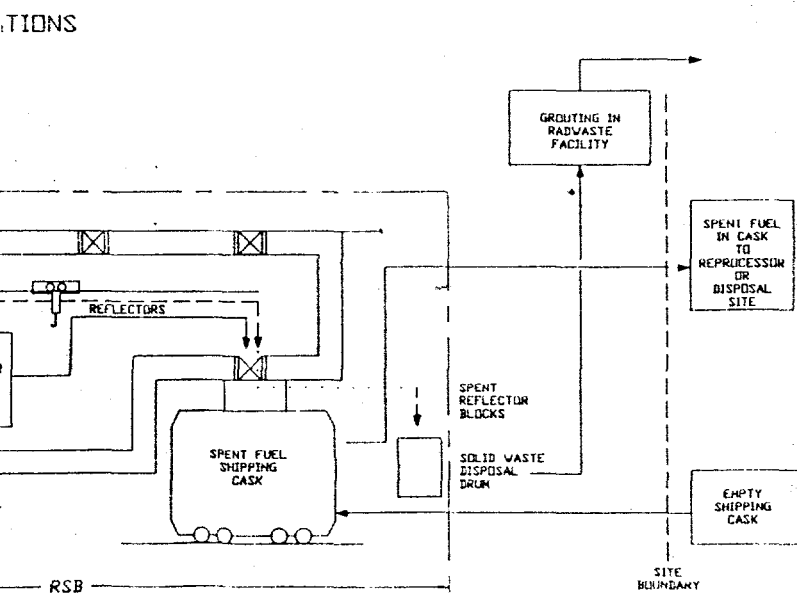 TIONS
GROUTING IN
RADWASTE
FACILITY
SPENT FUEL
IN CASK
TO
REPROCESSOR
OR
DISPOSAL
SITE
REFLECTORS
SPENT
REFLECTOR
BLOCKS
SPENT FUEL
SHIPPING
CASK
SOLID WASTE
DISPOSAL
DRUM
EMPTY
SHIPPING
CASK
SITE
BOUNDARY
RSB